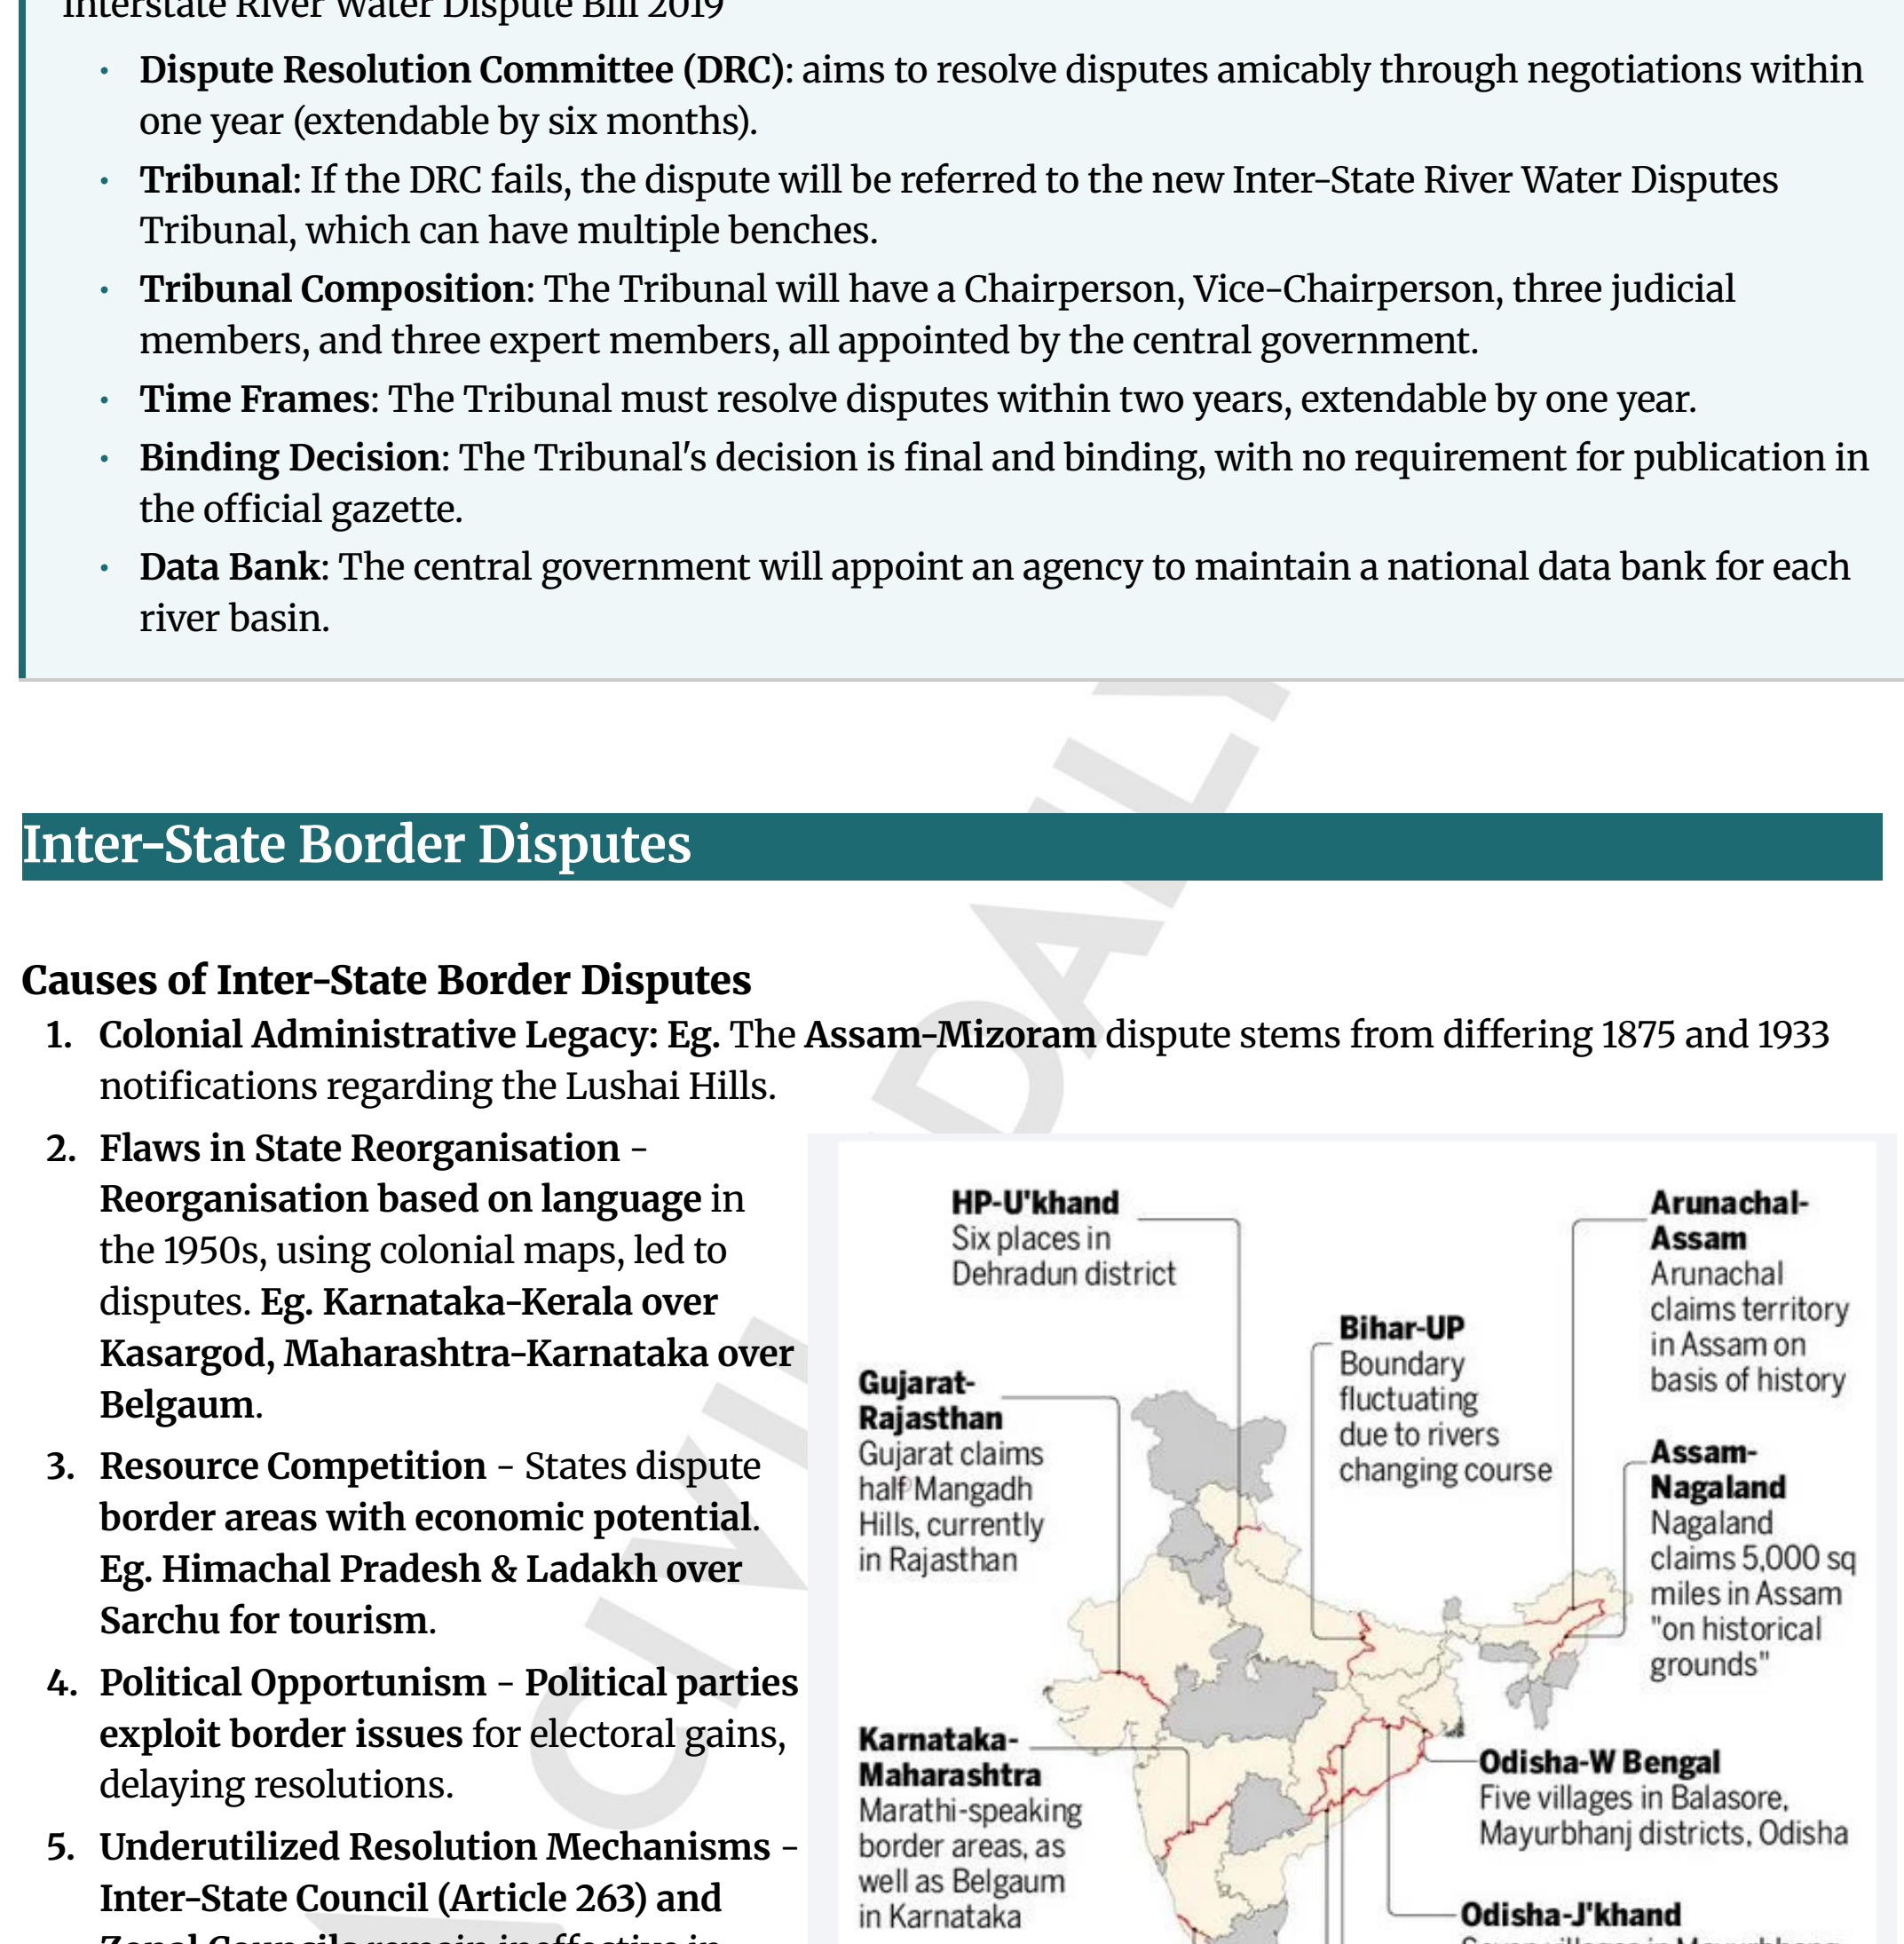 Interstate River Water Dispute Bill 2019
• Dispute Resolution Committee (DRC): aims to resolve disputes amicably through negotiations within
one year (extendable by six months).
• Tribunal: If the DRC fails, the dispute will be referred to the new Inter-State River Water Disputes
Tribunal, which can have multiple benches.
• Tribunal Composition: The Tribunal will have a Chairperson, Vice-Chairperson, three judicial
members, and three expert members, all appointed by the central government.
• Time Frames: The Tribunal must resolve disputes within two years, extendable by one year.
• Binding Decision: The Tribunal's decision is final and binding, with no requirement for publication in
the official gazette.
• Data Bank: The central government will appoint an agency to maintain a national data bank for each
river basin.
Inter-State Border Disputes
Causes of Inter-State Border Disputes
1. Colonial Administrative Legacy: Eg. The Assam-Mizoram dispute stems from differing 1875 and 1933
notifications regarding the Lushai Hills.
2. Flaws in State Reorganisation -
Reorganisation based on language in
the 1950s, using colonial maps, led to
disputes. Eg. Karnataka-Kerala over
Kasargod, Maharashtra-Karnataka over
Belgaum.
3. Resource Competition - States dispute
border areas with economic potential.
Eg. Himachal Pradesh & Ladakh over
Sarchu for tourism.
4. Political Opportunism - Political parties
exploit border issues for electoral gains,
delaying resolutions.
5. Underutilized Resolution Mechanisms -
Inter-State Council (Article 263) and
Zonal Councils remain ineffective in
HP-U'khand
Six places in
Dehradun district
Arunachal-
Assam
Arunachal
claims territory
in Assam on
basis of history
Bihar-UP
Boundary
fluctuating
due to rivers
changing course
Gujarat-
Rajasthan
Gujarat claims
half Mangadh
Hills, currently
in Rajasthan
Assam-
Nagaland
Nagaland
claims 5,000 sq
miles in Assam
"on historical
grounds"
Karnataka-
Maharashtra
Marathi-speaking
border areas, as
well as Belgaum
in Karnataka
Odisha-W Bengal
Five villages in Balasore,
Mayurbhanj districts, Odisha
Odisha-J'khand
CIVIL
DAILY